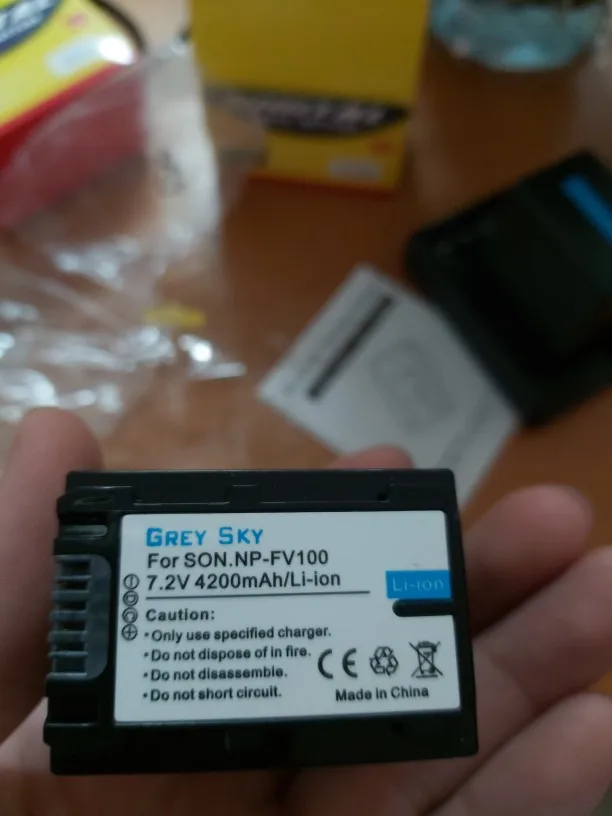 GREY SKY
For SON.NP-FV100
7.2V 4200mAh/Li-ion
Li-ion
Caution:
•Only use specified charger.
•Do not dispose of in fire.
•Do not disassemble.
•Do not short circuit.
CE
Made in China